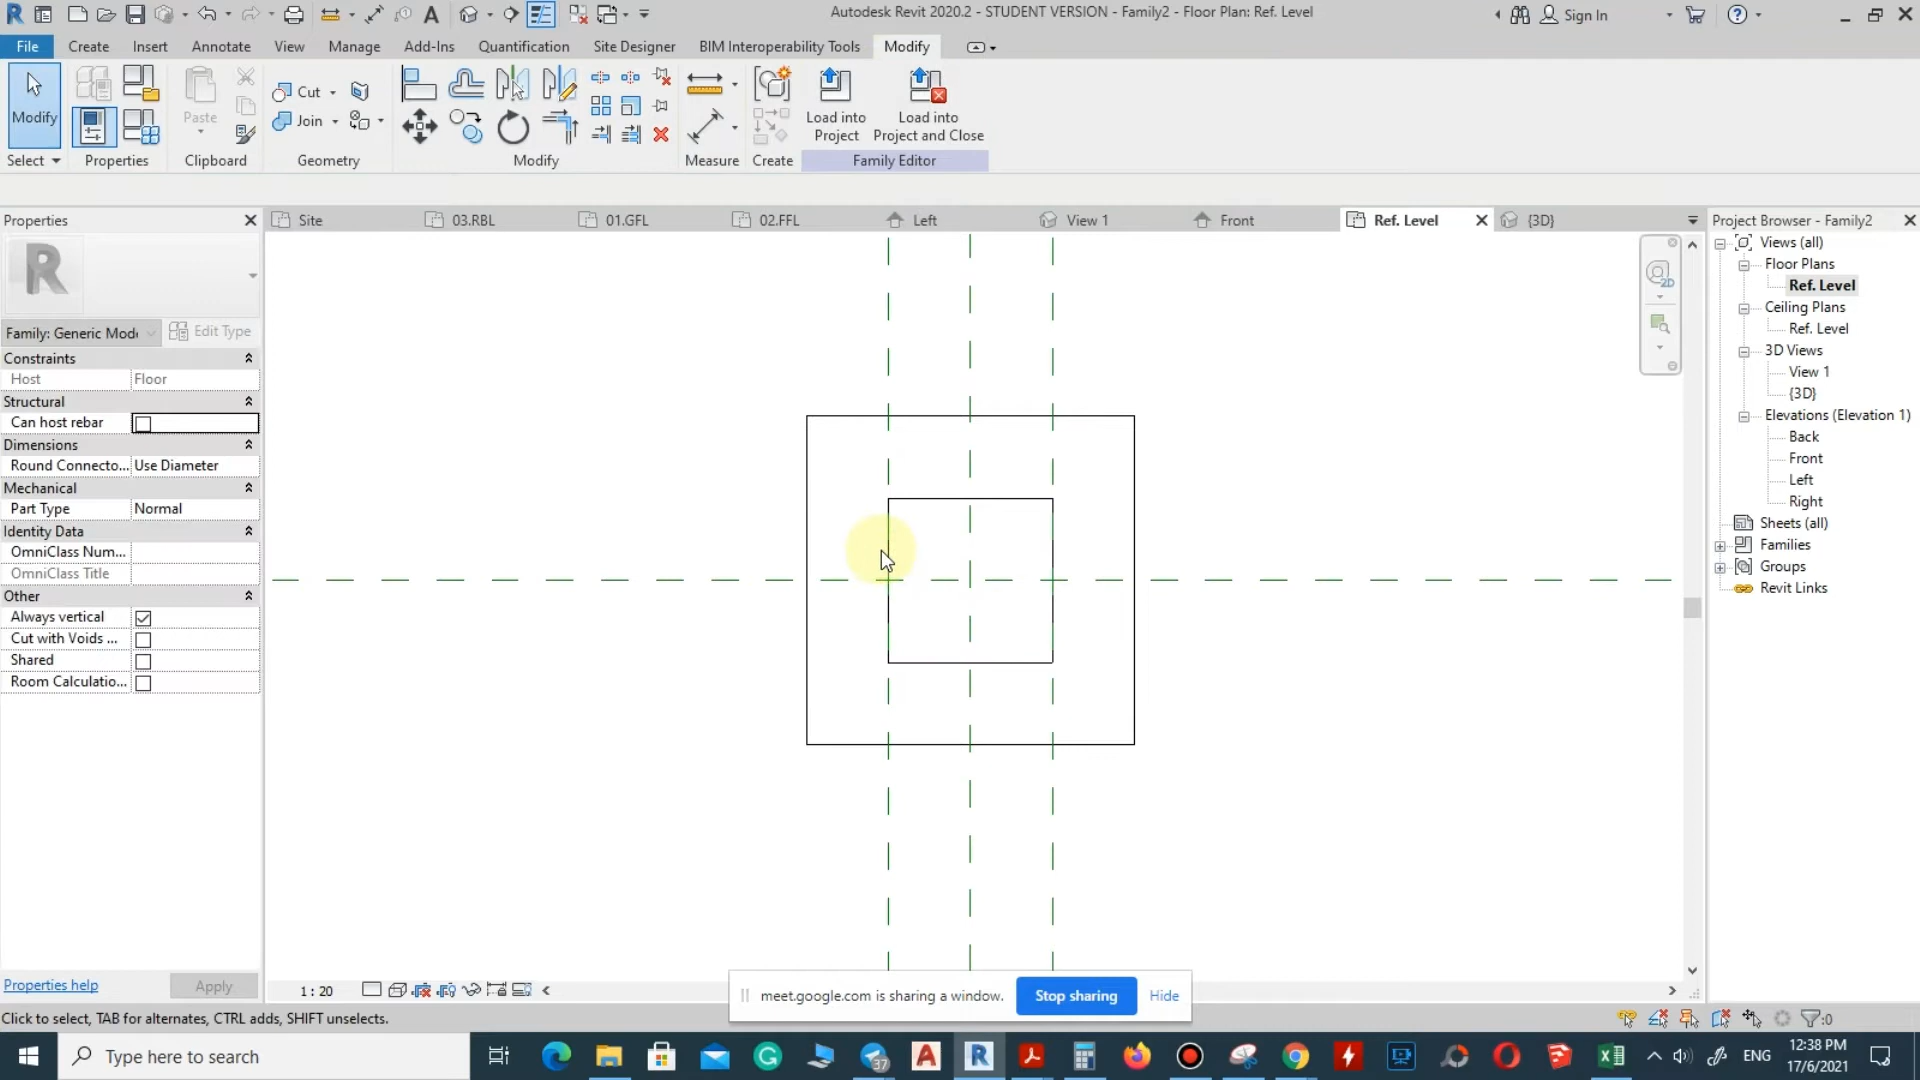 Autodesk Revit 2020.2 - STUDENT VERSION - Family2 - Floor Plan: Ref. Level
Sign In
File Create Insert Annotate View Manage Add-Ins Quantification Site Designer BIM Interoperability Tools Modify
Modify
Paste
Cut
Join
Load into Project
Load into Project and Close
Select Properties Clipboard Geometry Modify Measure Create Family Editor
Properties
Site 03.RBL 01.GFL 02.FFL Left View 1 Front Ref. Level {3D}
Project Browser - Family2
Family: Generic Mode
Edit Type
Constraints
Host Floor
Structural
Can host rebar
Dimensions
Round Connecto... Use Diameter
Mechanical
Part Type Normal
Identity Data
OmniClass Num...
OmniClass Title
Other
Always vertical
Cut with Voids ...
Shared
Room Calculatio...
Properties help
Apply
Views (all)
Floor Plans
Ref. Level
Ceiling Plans
Ref. Level
3D Views
View 1
{3D}
Elevations (Elevation 1)
Back
Front
Left
Right
Sheets (all)
Families
Groups
Revit Links
2D
1 : 20
meet.google.com is sharing a window.
Stop sharing
Hide
Click to select, TAB for alternates, CTRL adds, SHIFT unselects.
:0
Type here to search
37
ENG
12:38 PM
17/6/2021